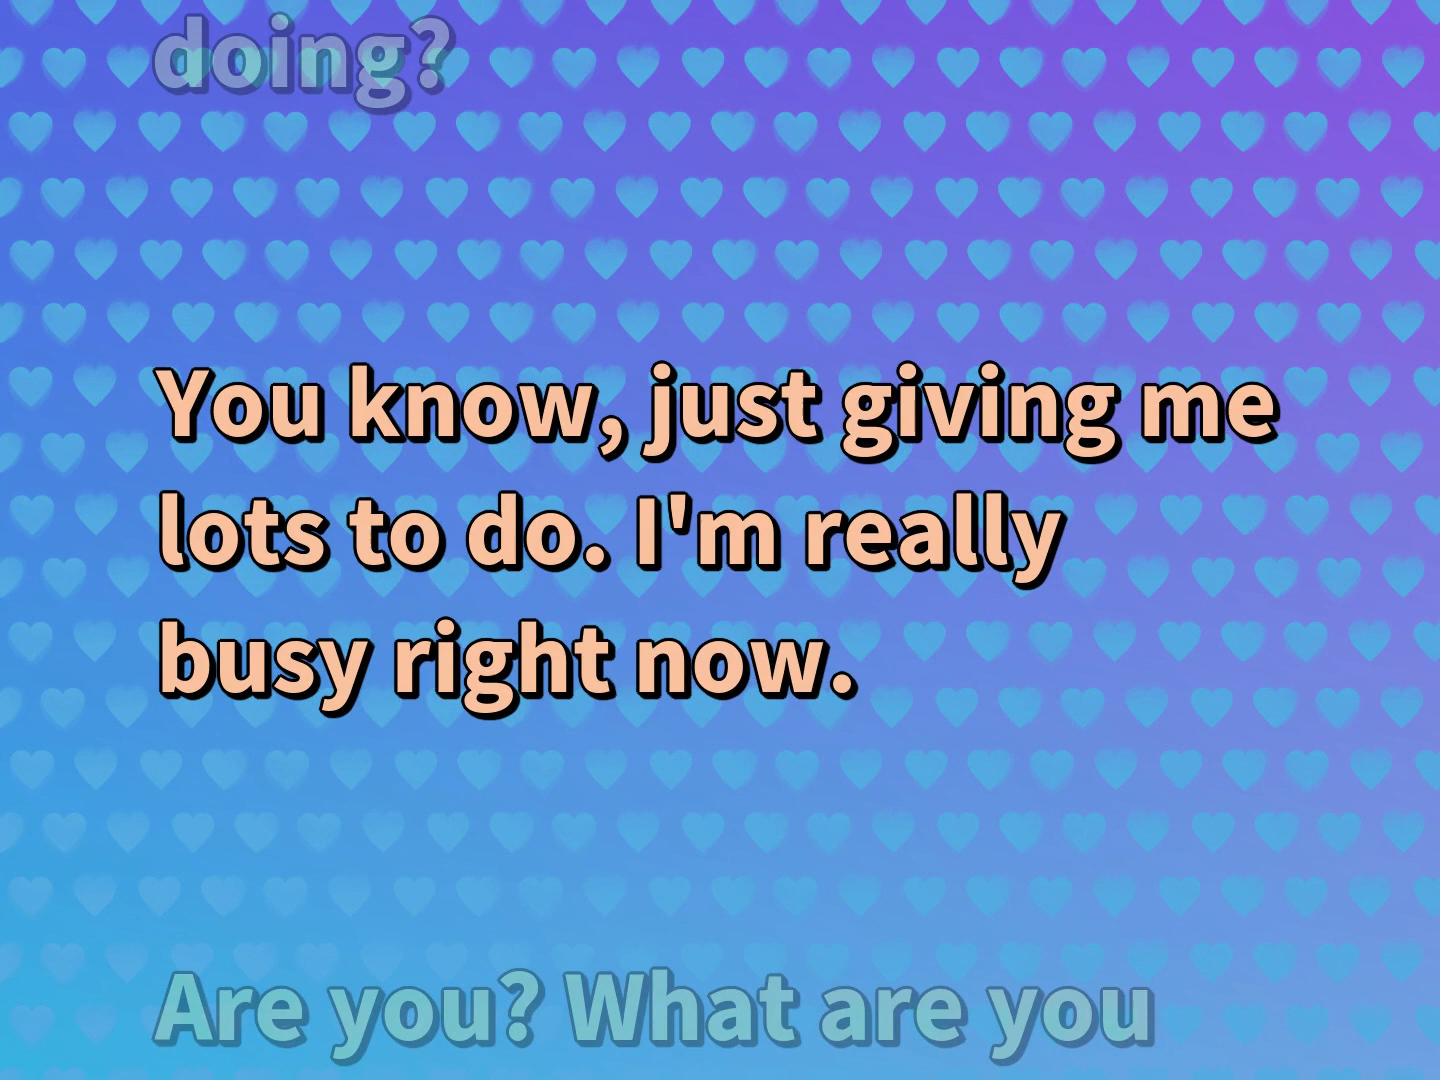 doing?
You know, just giving me
lots to do. I'm really
busy right now.
Are you? What are you